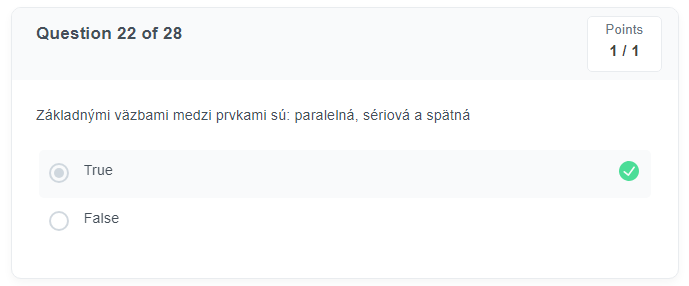 Question 22 of 28
Points
1 / 1
Základnými väzbami medzi prvkami sú: paralelná, sériová a spätná
True
False